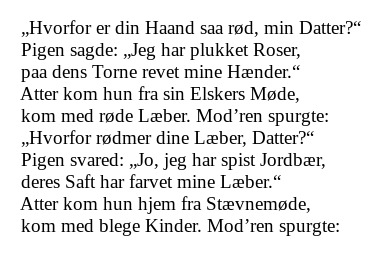 „Hvorfor er din Haand saa rød, min Datter?“
Pigen sagde: „Jeg har plukket Roser,
paa dens Torne revet mine Hænder.“
Atter kom hun fra sin Elskers Møde,
kom med røde Læber. Mod’ren spurgte:
„Hvorfor rødmer dine Læber, Datter?“
Pigen svared: „Jo, jeg har spist Jordbær,
deres Saft har farvet mine Læber.“
Atter kom hun hjem fra Stævnemøde,
kom med blege Kinder. Mod’ren spurgte: